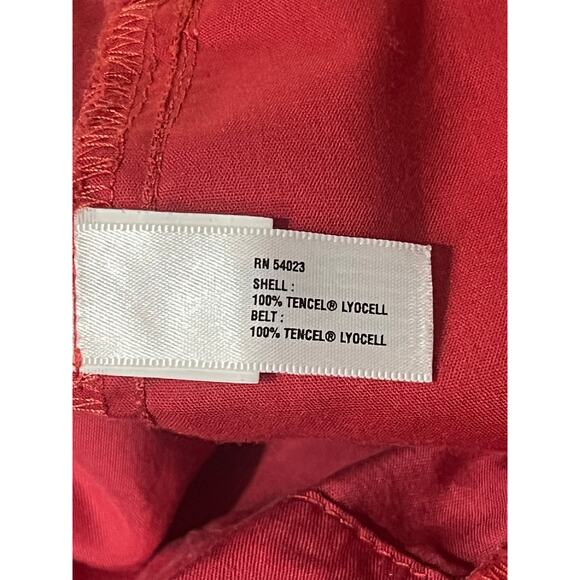 RN 54023
SHELL :
100% TENCEL® LYOCELL
BELT :
100% TENCEL® LYOCELL